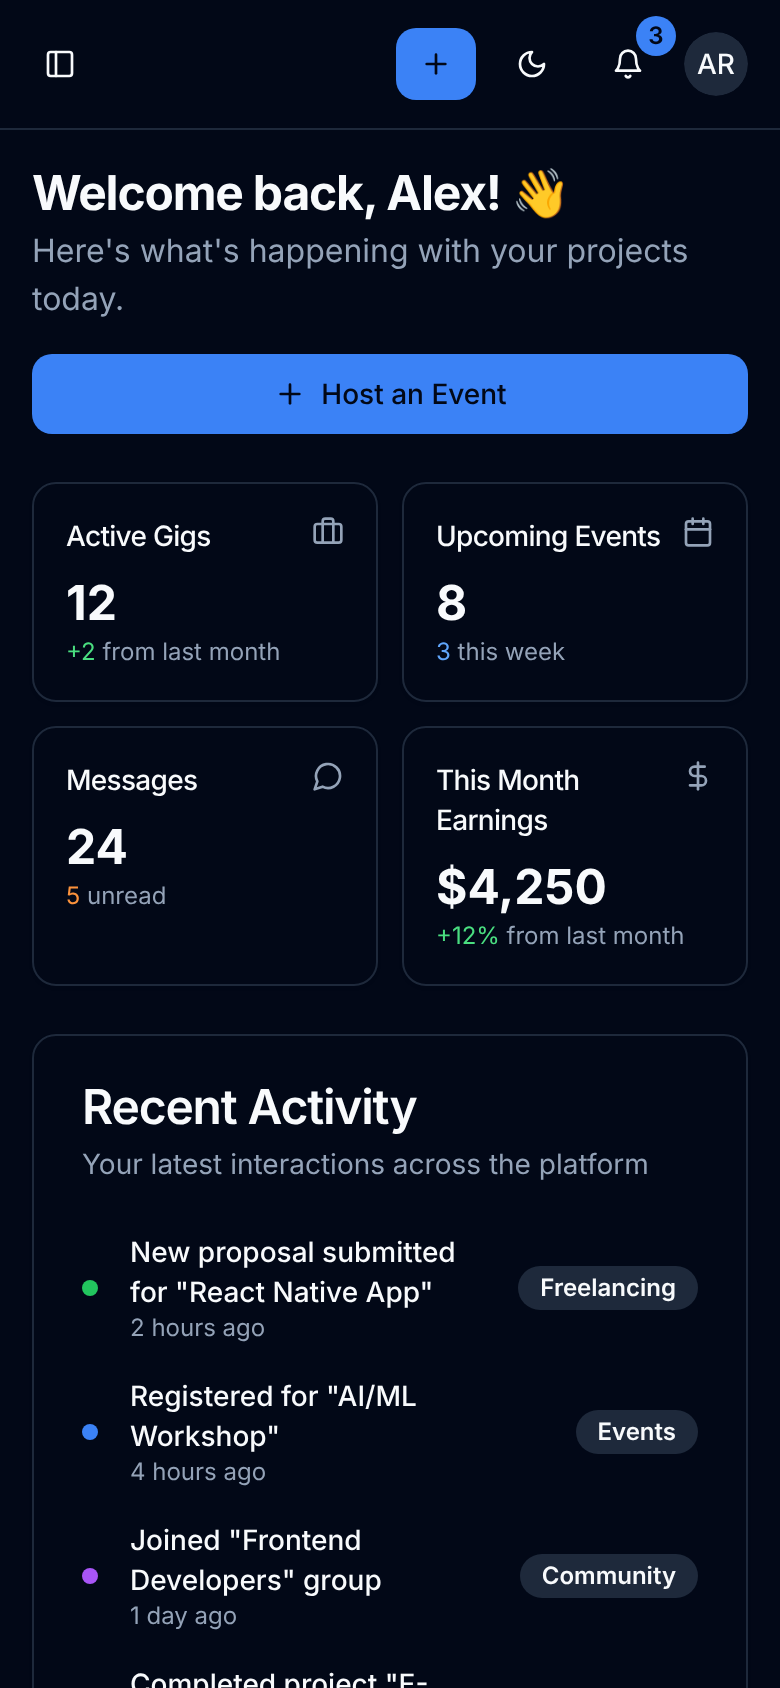 3
AR
Welcome back, Alex! 👋
Here's what's happening with your projects
today.
Host an Event
Active Gigs
12
+2 from last month
Upcoming Events
8
3 this week
Messages
24
5 unread
This Month
Earnings
$4,250
+12% from last month
Recent Activity
Your latest interactions across the platform
New proposal submitted
for "React Native App"
2 hours ago
Freelancing
Registered for "AI/ML
Workshop"
4 hours ago
Events
Joined "Frontend
Developers" group
1 day ago
Community
Completed project "E-